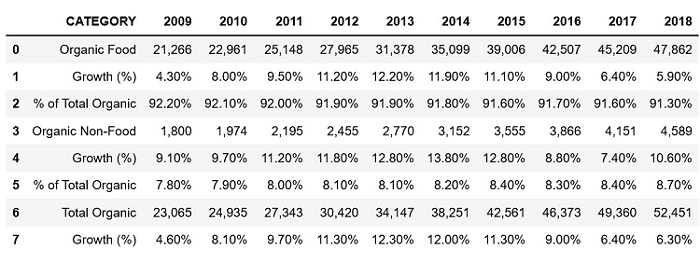 CATEGORY 2009 2010 2011 2012 2013 2014 2015 2016 2017 2018
0 Organic Food 21,266 22,961 25,148 27,965 31,378 35,099 39,006 42,507 45,209 47,862
1 Growth (%) 4.30% 8.00% 9.50% 11.20% 12.20% 11.90% 11.10% 9.00% 6.40% 5.90%
2 % of Total Organic 92.20% 92.10% 92.00% 91.90% 91.90% 91.80% 91.60% 91.70% 91.60% 91.30%
3 Organic Non-Food 1,800 1,974 2,195 2,455 2,770 3,152 3,555 3,866 4,151 4,589
4 Growth (%) 9.10% 9.70% 11.20% 11.80% 12.80% 13.80% 12.80% 8.80% 7.40% 10.60%
5 % of Total Organic 7.80% 7.90% 8.00% 8.10% 8.10% 8.20% 8.40% 8.30% 8.40% 8.70%
6 Total Organic 23,065 24,935 27,343 30,420 34,147 38,251 42,561 46,373 49,360 52,451
7 Growth (%) 4.60% 8.10% 9.70% 11.30% 12.30% 12.00% 11.30% 9.00% 6.40% 6.30%